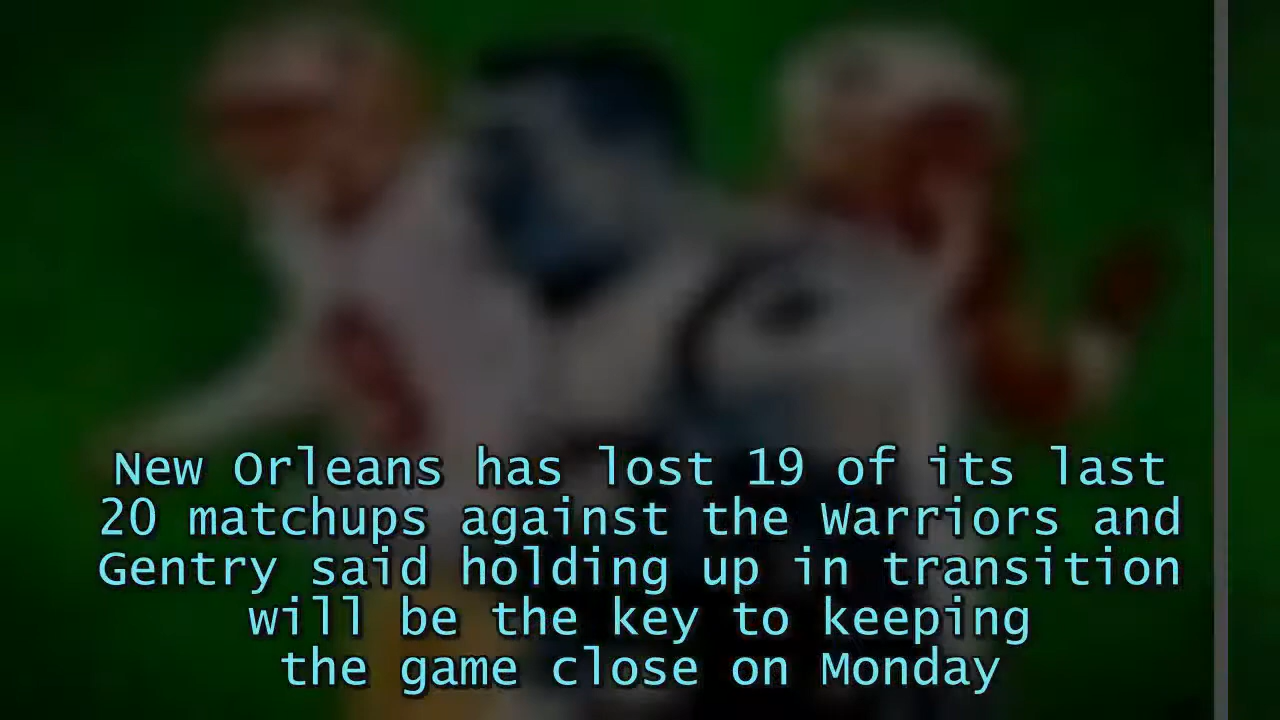 New Orleans has lost 19 of its last
20 matchups against the Warriors and
Gentry said holding up in transition
will be the key to keeping
the game close on Monday